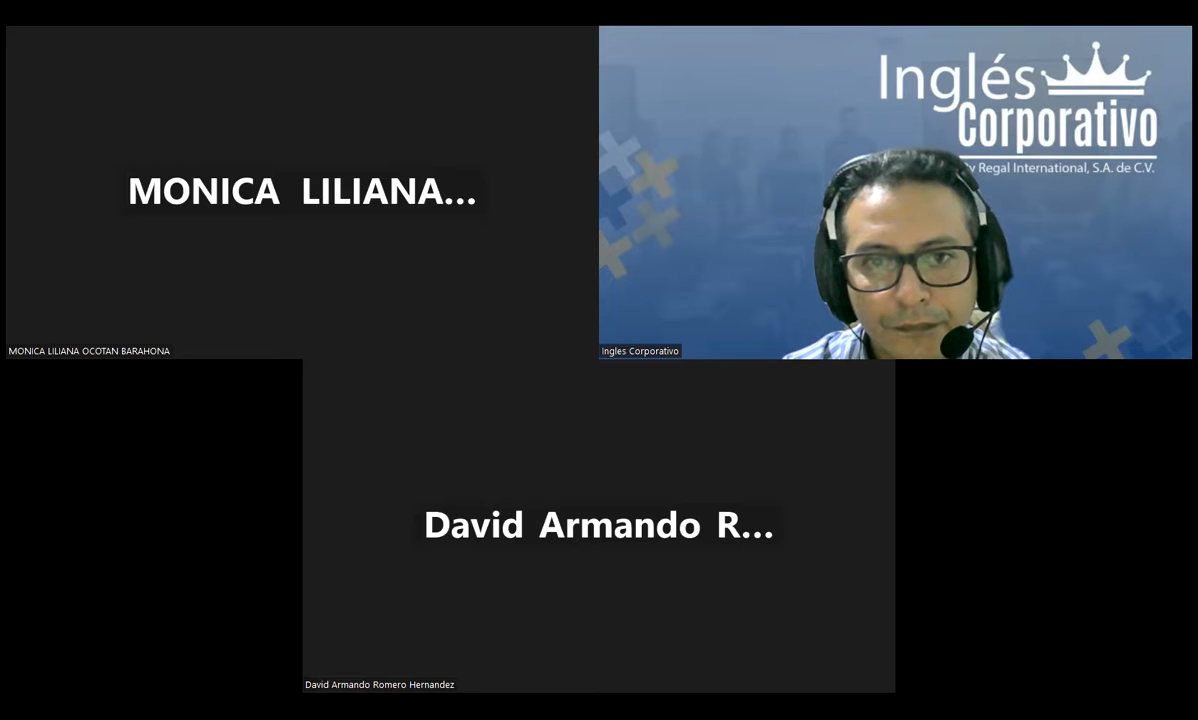 MONICA LILIANA...
MONICA LILIANA OCOTAN BARAHONA
Inglés
Corporativo
y Regal International, S.A. de C.V.
Ingles Corporativo
David Armando R...
David Armando Romero Hernandez